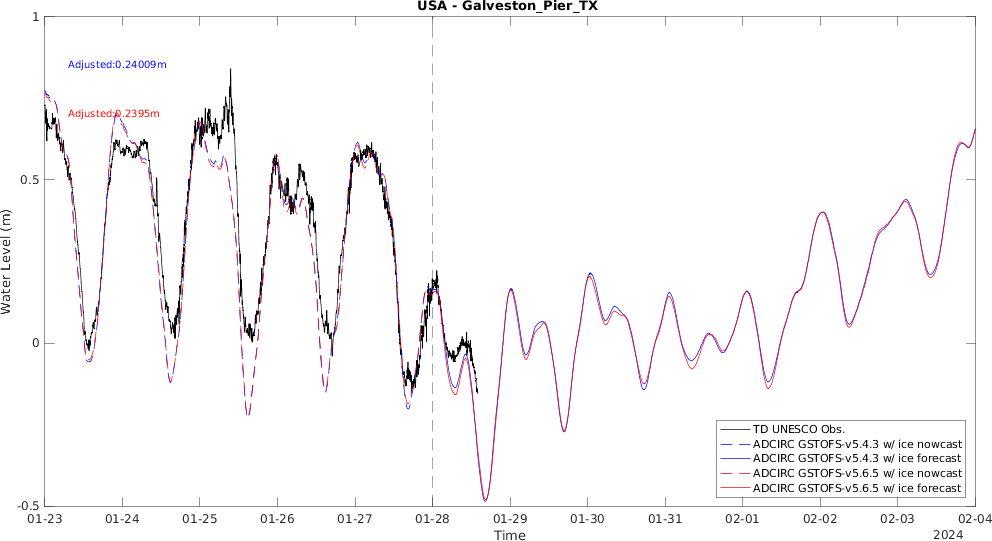 USA - Galveston_Pier_TX
1
Adjusted:0.24009m
Adjusted:0.2395m
0.5
0
-0.5
Water Level (m)
TD UNESCO Obs.
ADCIRC GSTOFS-v5.4.3 w/ ice nowcast
ADCIRC GSTOFS-v5.4.3 w/ ice forecast
ADCIRC GSTOFS-v5.6.5 w/ ice nowcast
ADCIRC GSTOFS-v5.6.5 w/ ice forecast
01-23 01-24 01-25 01-26 01-27 01-28 01-29 01-30 01-31 02-01 02-02 02-03 02-04
Time
2024